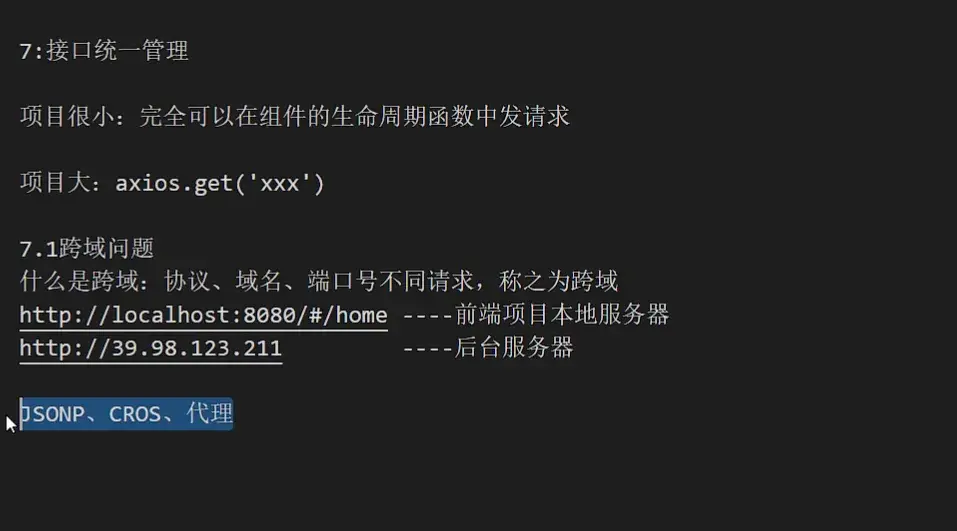 7:接口统一管理
项目很小：完全可以在组件的生命周期函数中发请求
项目大：axios.get('xxx')
7.1跨域问题
什么是跨域：协议、域名、端口号不同请求，称之为跨域
http://localhost:8080/#/home ----前端项目本地服务器
http://39.98.123.211 ----后台服务器
JSONP、CROS、代理